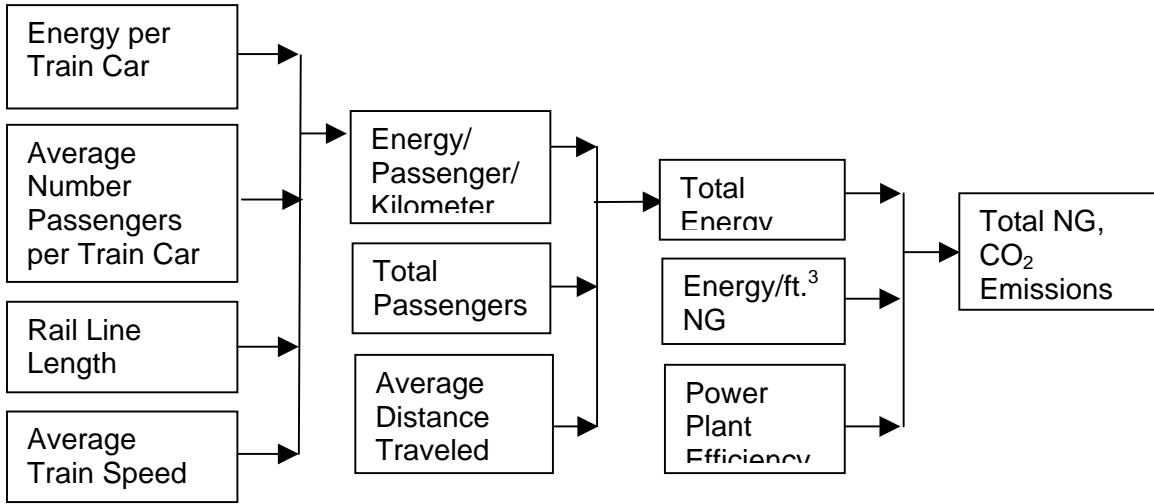 Energy per
Train Car
Average
Number
Passengers
per Train Car
Rail Line
Length
Average
Train Speed
Energy/
Passenger/
Kilometer
Total
Passengers
Average
Distance
Traveled
Total
Energy
Energy/ft.³
NG
Power
Plant
Efficiency
Total NG,
CO₂
Emissions